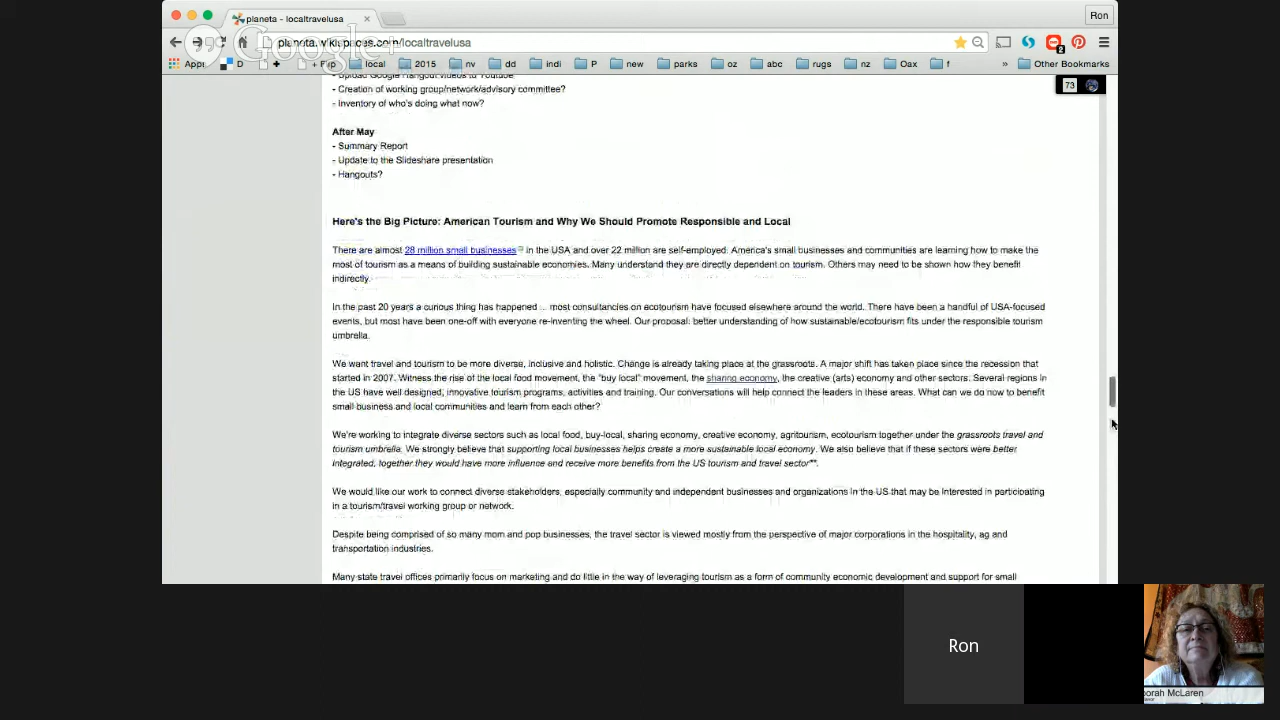 planeta - localtravelusa
Ron
Google+
planeta.wikispaces.com/localtravelusa
Appl D + Flip local 2015 nv dd indi P new parks oz abc rugs nz Oax f » Other Bookmarks
- Upload Google Hangout videos to Youtube
73
- Creation of working group/network/advisory committee?
- Inventory of who's doing what now?
After May
- Summary Report
- Update to the Slideshare presentation
- Hangouts?
Here's the Big Picture: American Tourism and Why We Should Promote Responsible and Local
There are almost 28 million small businesses in the USA and over 22 million are self-employed. America's small businesses and communities are learning how to make the
most of tourism as a means of building sustainable economies. Many understand they are directly dependent on tourism. Others may need to be shown how they benefit
indirectly.
In the past 20 years a curious thing has happened ... most consultancies on ecotourism have focused elsewhere around the world. There have been a handful of USA-focused
events, but most have been one-off with everyone re-inventing the wheel. Our proposal: better understanding of how sustainable/ecotourism fits under the responsible tourism
umbrella.
We want travel and tourism to be more diverse, inclusive and holistic. Change is already taking place at the grassroots. A major shift has taken place since the recession that
started in 2007. Witness the rise of the local food movement, the "buy local" movement, the sharing economy, the creative (arts) economy and other sectors. Several regions in
the US have well designed, innovative tourism programs, activities and training. Our conversations will help connect the leaders in these areas. What can we do now to benefit
small business and local communities and learn from each other?
We're working to integrate diverse sectors such as local food, buy-local, sharing economy, creative economy, agritourism, ecotourism together under the grassroots travel and
tourism umbrella. We strongly believe that supporting local businesses helps create a more sustainable local economy. We also believe that if these sectors were better
integrated, together they would have more influence and receive more benefits from the US tourism and travel sector**.
We would like our work to connect diverse stakeholders, especially community and independent businesses and organizations in the US that may be interested in participating
in a tourism/travel working group or network.
Despite being comprised of so many mom and pop businesses, the travel sector is viewed mostly from the perspective of major corporations in the hospitality, ag and
transportation industries.
Many state travel offices primarily focus on marketing and do little in the way of leveraging tourism as a form of community economic development and support for small
Ron
orah McLaren